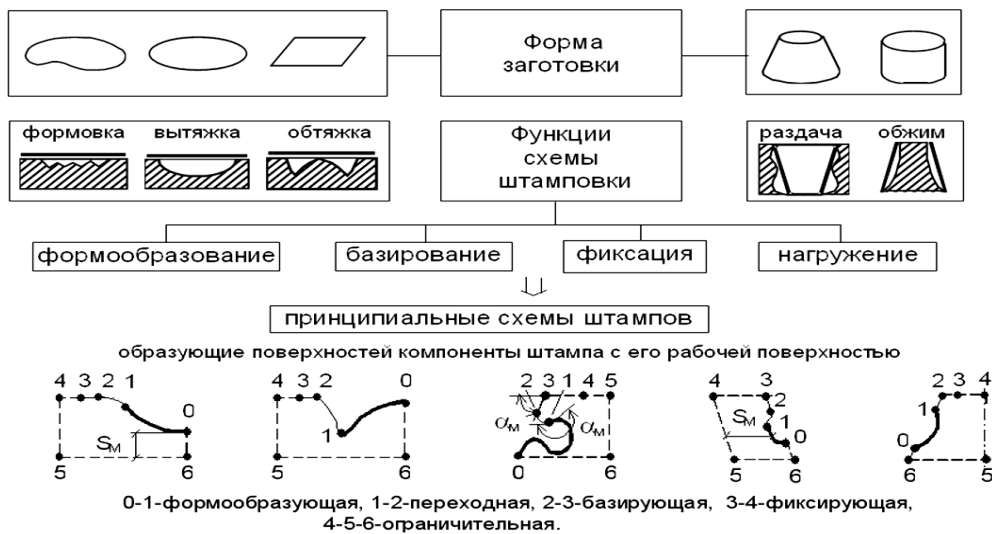 Форма
заготовки
формовка вытяжка обтяжка
Функции
схемы
штамповки
раздача обжим
формообразование базирование фиксация нагружение
принципиальные схемы штампов
образующие поверхностей компоненты штампа с его рабочей поверхностью
4 3 2 1 0 Sм 5 6
4 3 2 0 1 5 6
2 3 1 4 5 αм αм 0 6
4 3 2 1 0 Sм 5 6
2 3 4 1 0 6 5
0-1-формообразующая, 1-2-переходная, 2-3-базирующая, 3-4-фиксирующая,
4-5-6-ограничительная.